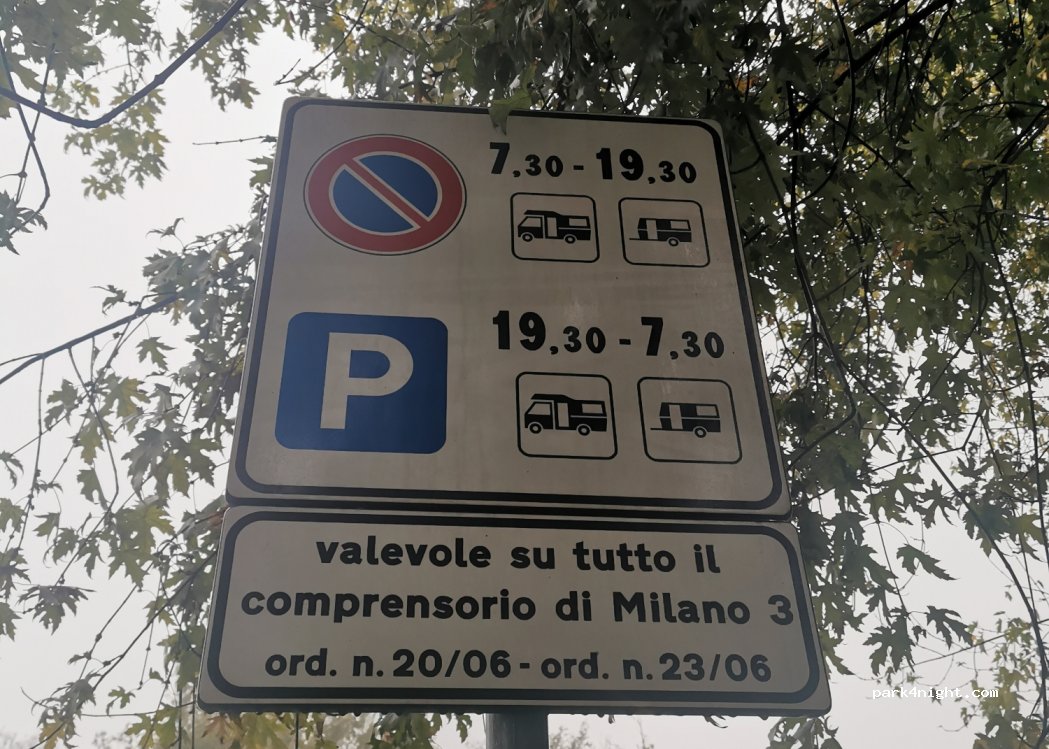 7.30 - 19.30
P
19.30 - 7.30
valevole su tutto il
comprensorio di Milano 3
ord. n. 20/06 - ord. n. 23/06
park4night.com